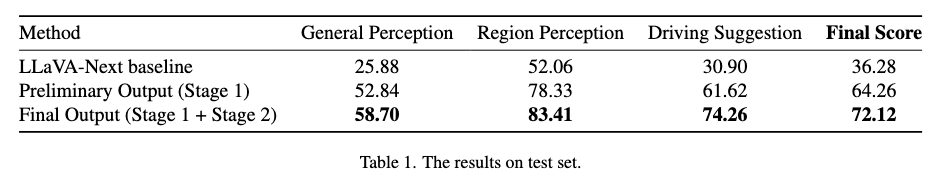 Method General Perception Region Perception Driving Suggestion Final Score
LLaVA-Next baseline 25.88 52.06 30.90 36.28
Preliminary Output (Stage 1) 52.84 78.33 61.62 64.26
Final Output (Stage 1 + Stage 2) 58.70 83.41 74.26 72.12
Table 1. The results on test set.